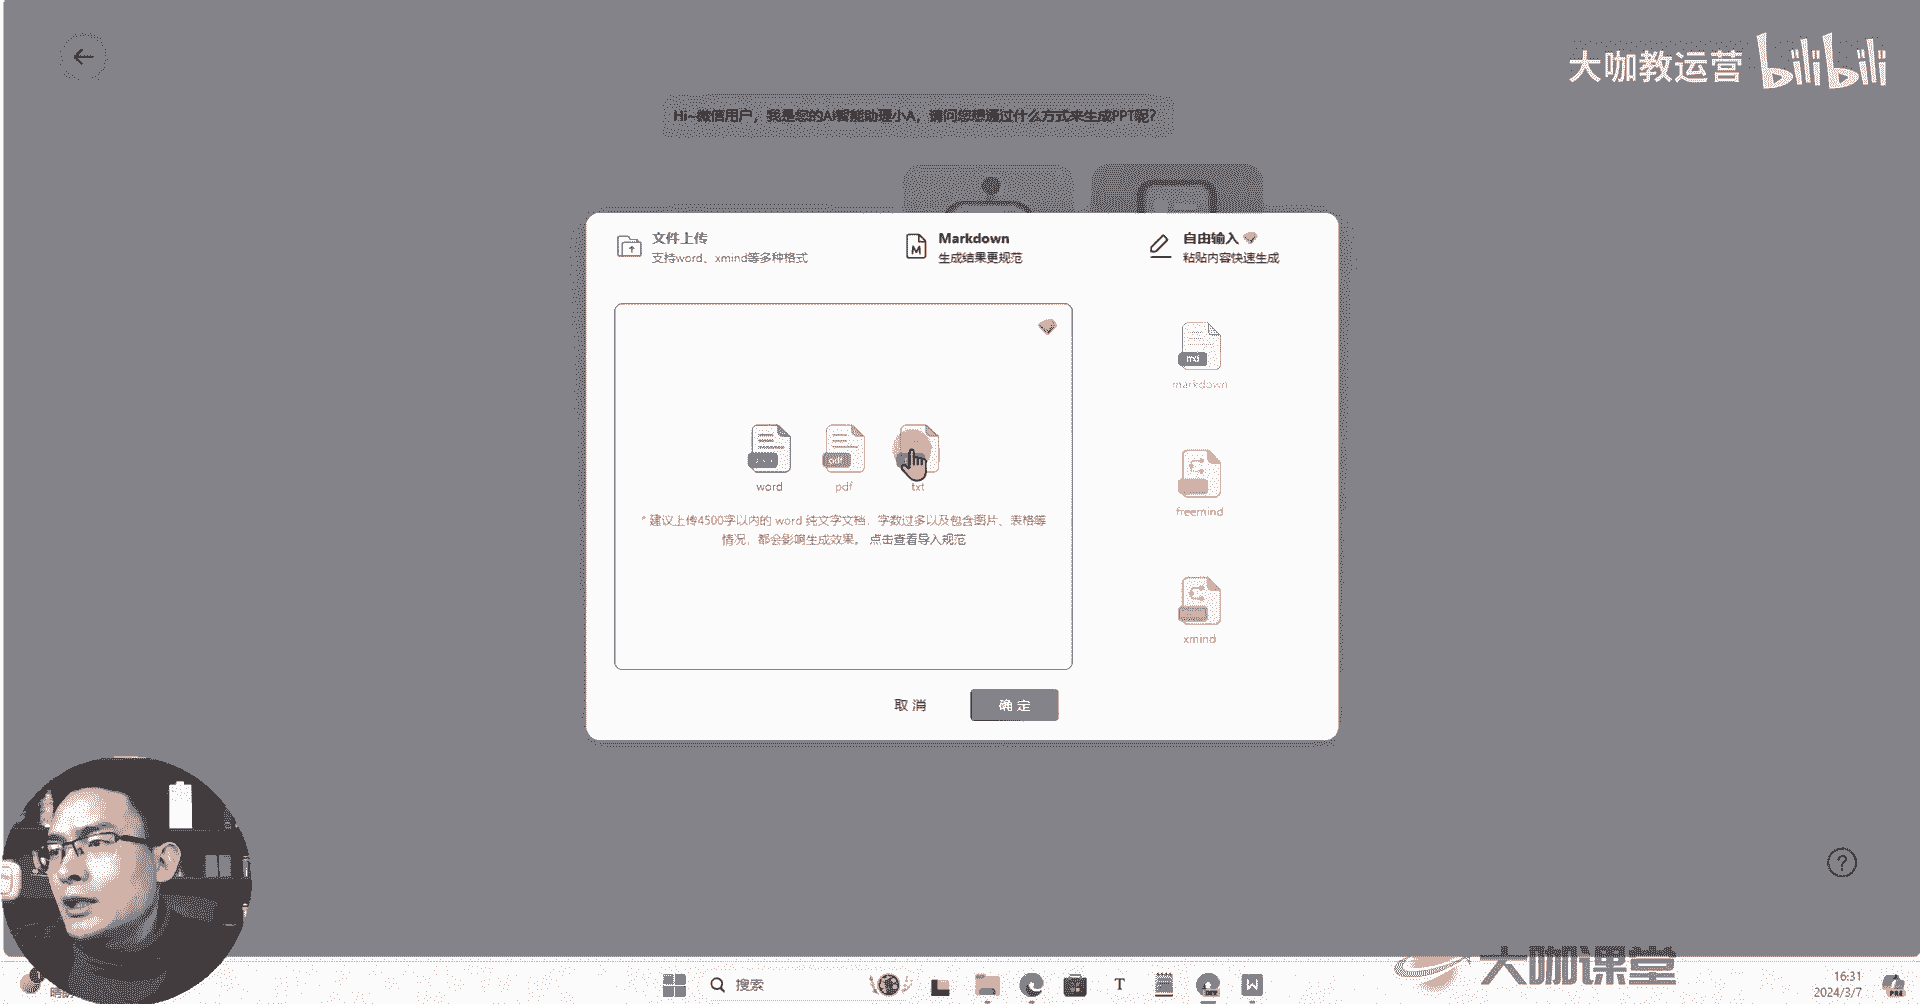 大咖教运营 bilibili
Hi~微信用户，我是您的AI智能助理小A，请问您想通过什么方式来生成PPT呢?
文件上传
支持word、xmind等多种格式
Markdown
生成结果更规范
自由输入
粘贴内容快速生成
md
markdown
word
pdf
pdf
txt
freemind
* 建议上传4500字以内的 word 纯文字文档，字数过多以及包含图片、表格等
情况，都会影响生成效果。 点击查看导入规范
xmind
取消
确定
?
大咖课堂
搜索
T
DEV
W
16:31
2024/3/7
PRE